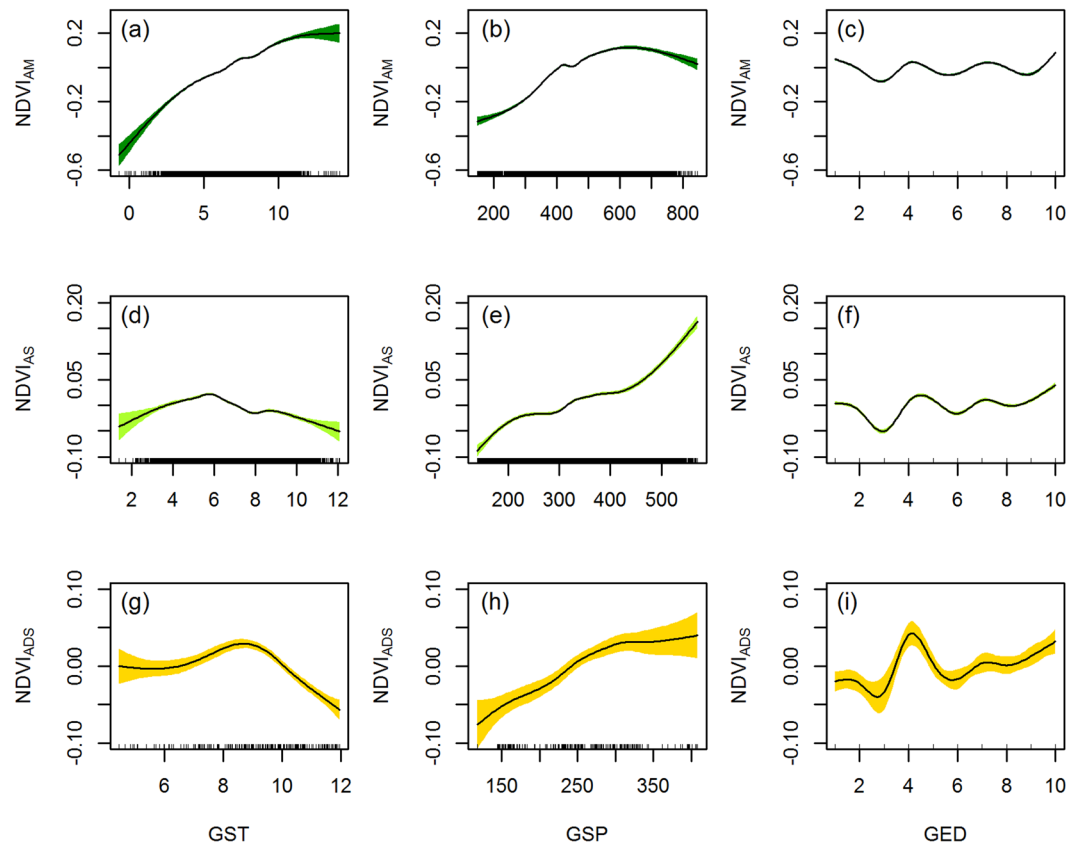 (a) (b) (c)
NDVI_AM NDVI_AM NDVI_AM
0.2 -0.2 -0.6
0.2 -0.2 -0.6
0.2 -0.2 -0.6
0 5 10
200 400 600 800
2 4 6 8 10
(d) (e) (f)
NDVI_AS NDVI_AS NDVI_AS
0.20 0.05 -0.10
0.20 0.05 -0.10
0.20 0.05 -0.10
2 4 6 8 10 12
200 300 400 500
2 4 6 8 10
(g) (h) (i)
NDVI_ADS NDVI_ADS NDVI_ADS
0.10 0.00 -0.10
0.10 0.00 -0.10
0.10 0.00 -0.10
6 8 10 12
150 250 350
2 4 6 8 10
GST GSP GED